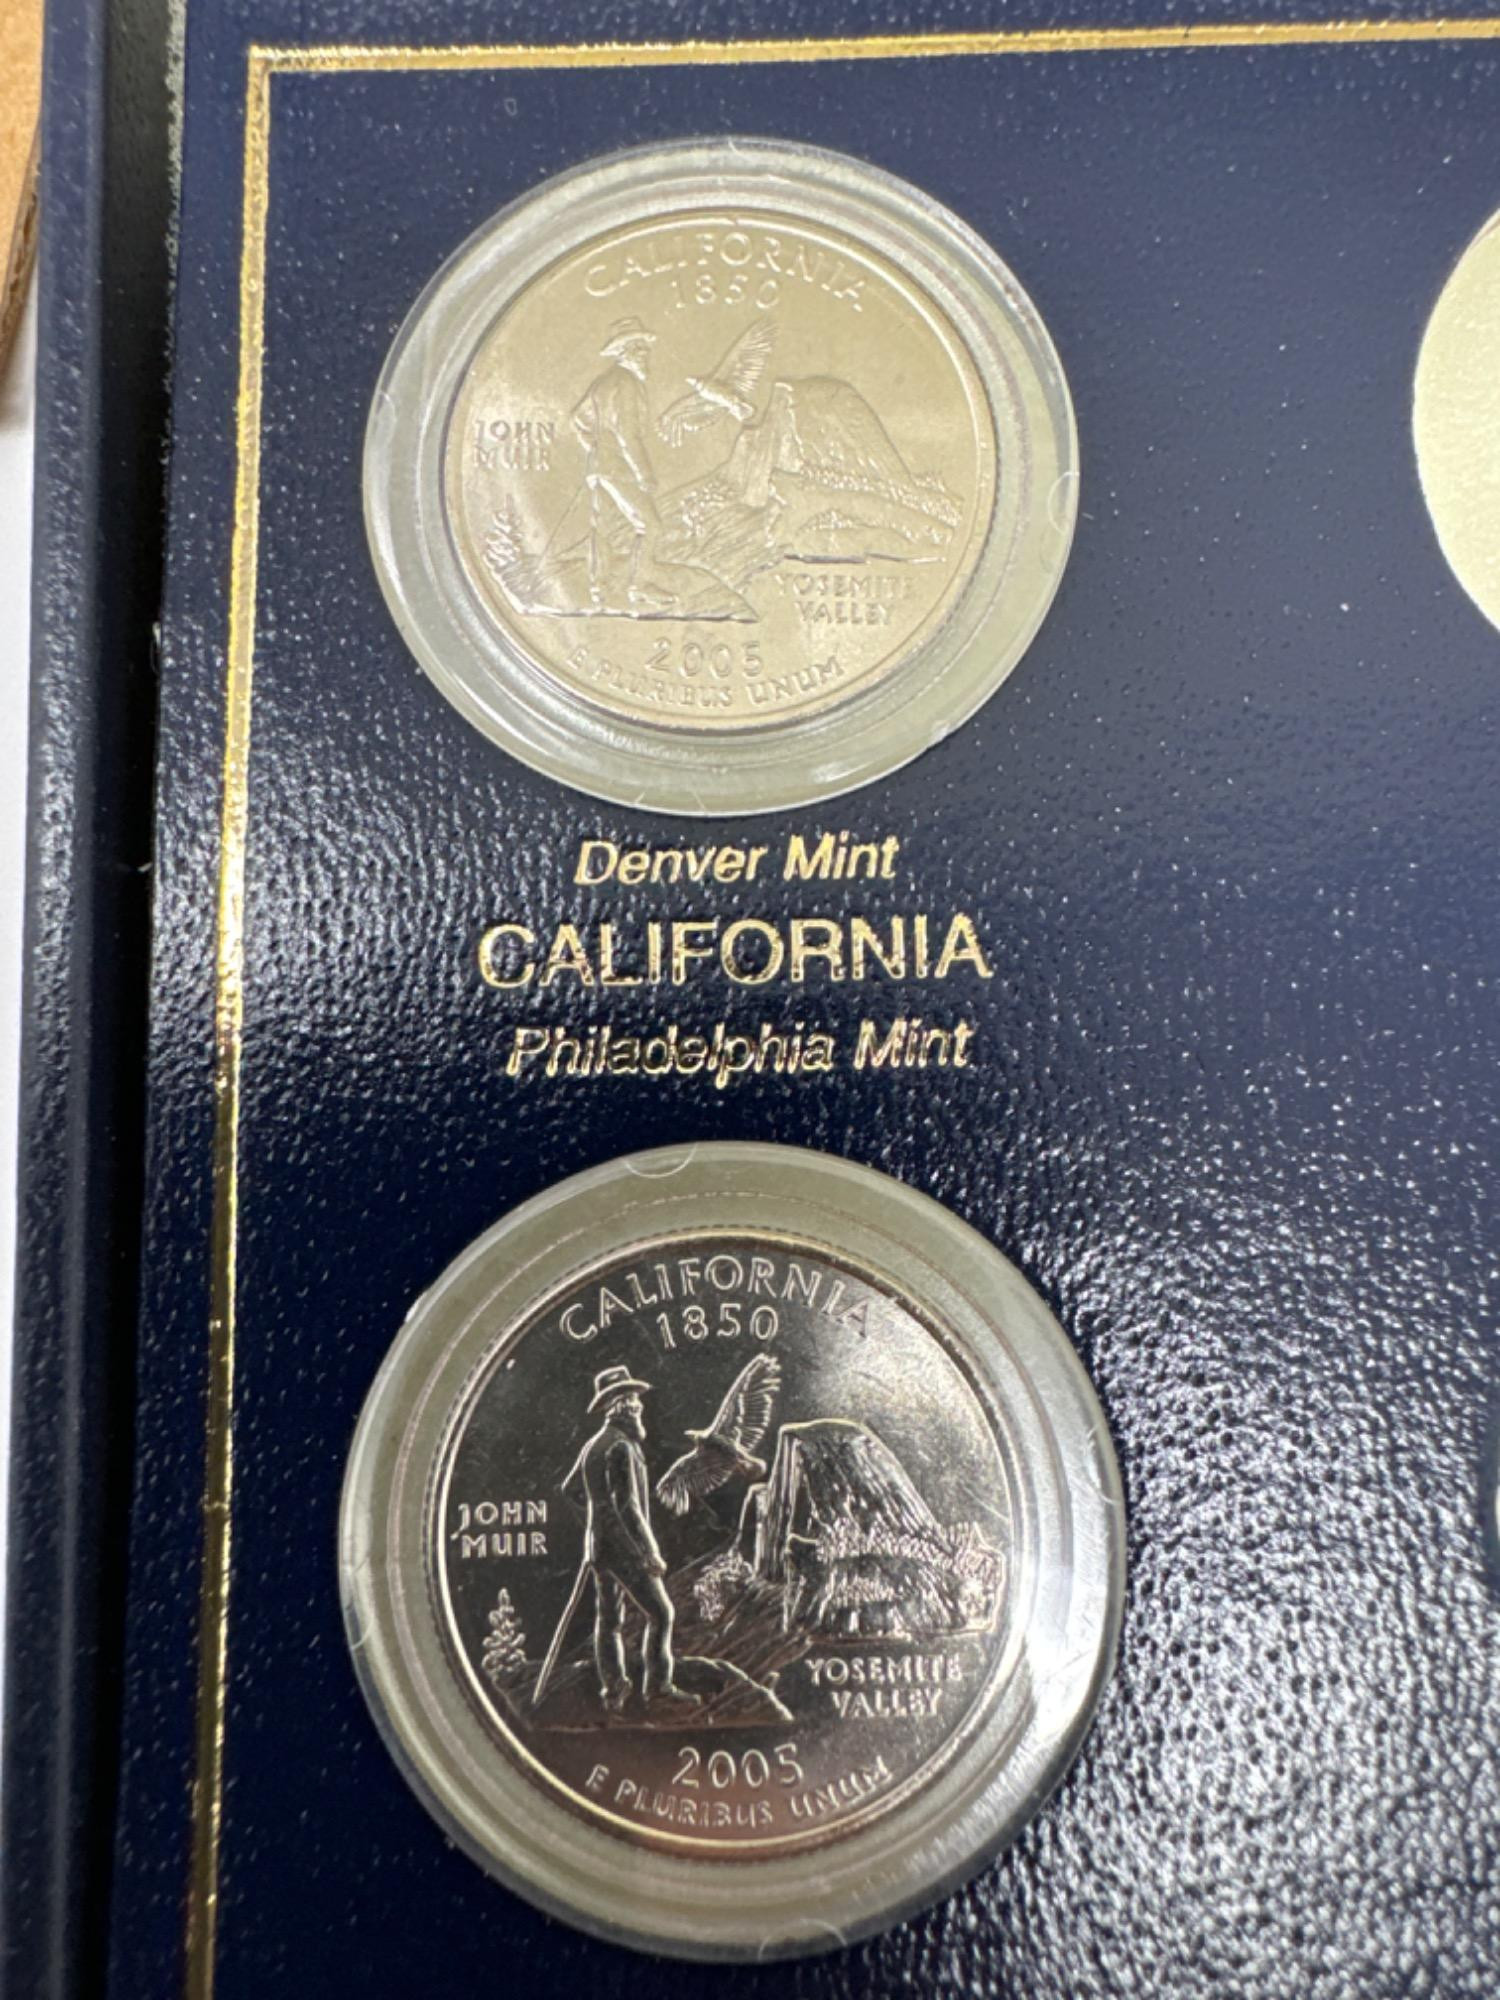 CALIFORNIA
1850
JOHN
MUIR
YOSEMITE
VALLEY
2005
E PLURIBUS UNUM
Denver Mint
CALIFORNIA
Philadelphia Mint
CALIFORNIA
1850
JOHN
MUIR
YOSEMITE
VALLEY
2005
E PLURIBUS UNUM